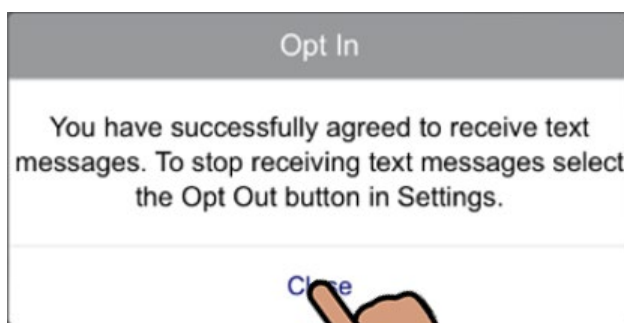 Opt In
You have successfully agreed to receive text
messages. To stop receiving text messages select
the Opt Out button in Settings.
Close